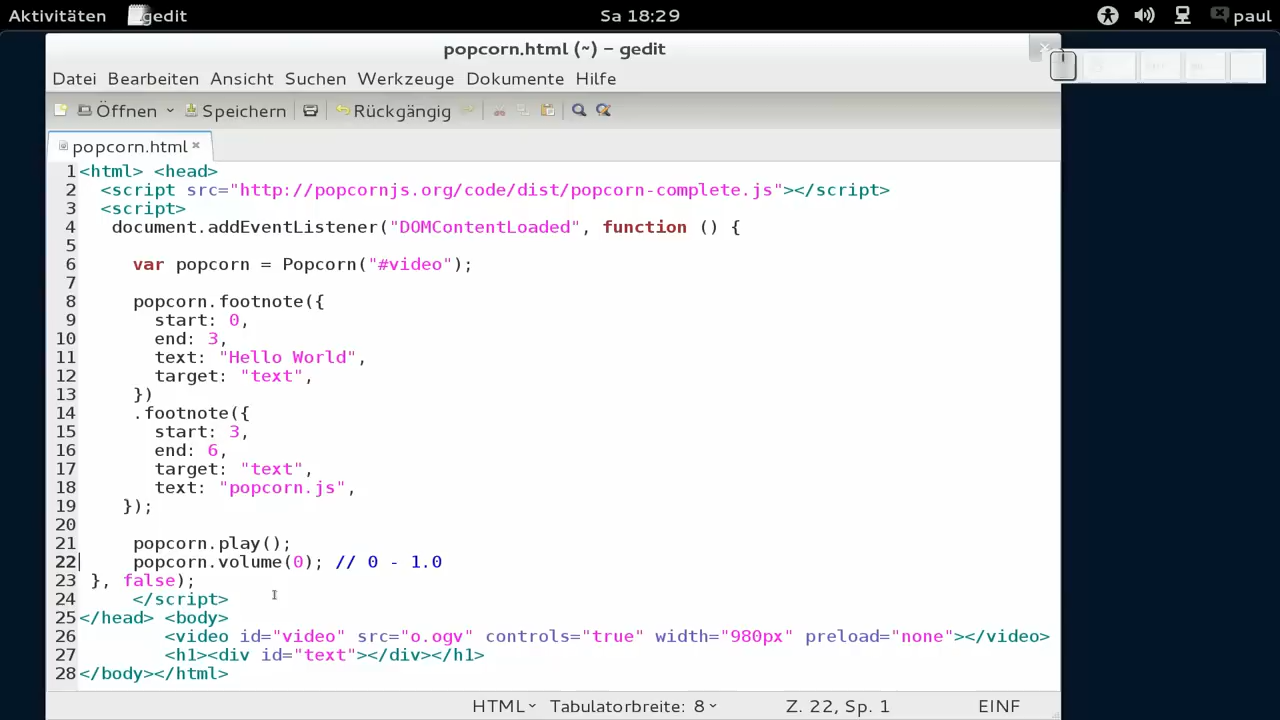 Aktivitäten gedit Sa 18:29 paul
popcorn.html (~) – gedit
Datei Bearbeiten Ansicht Suchen Werkzeuge Dokumente Hilfe
Öffnen Speichern Rückgängig
popcorn.html ×
1 <html> <head>
2 <script src="http://popcornjs.org/code/dist/popcorn-complete.js"></script>
3 <script>
4 document.addEventListener("DOMContentLoaded", function () {
5
6 var popcorn = Popcorn("#video");
7
8 popcorn.footnote({
9 start: 0,
10 end: 3,
11 text: "Hello World",
12 target: "text",
13 })
14 .footnote({
15 start: 3,
16 end: 6,
17 target: "text",
18 text: "popcorn.js",
19 });
20
21 popcorn.play();
22 popcorn.volume(0); // 0 - 1.0
23 }, false);
24 </script>
25 </head> <body>
26 <video id="video" src="o.ogv" controls="true" width="980px" preload="none"></video>
27 <h1><div id="text"></div></h1>
28 </body></html>
HTML Tabulatorbreite: 8 Z. 22, Sp. 1 EINF